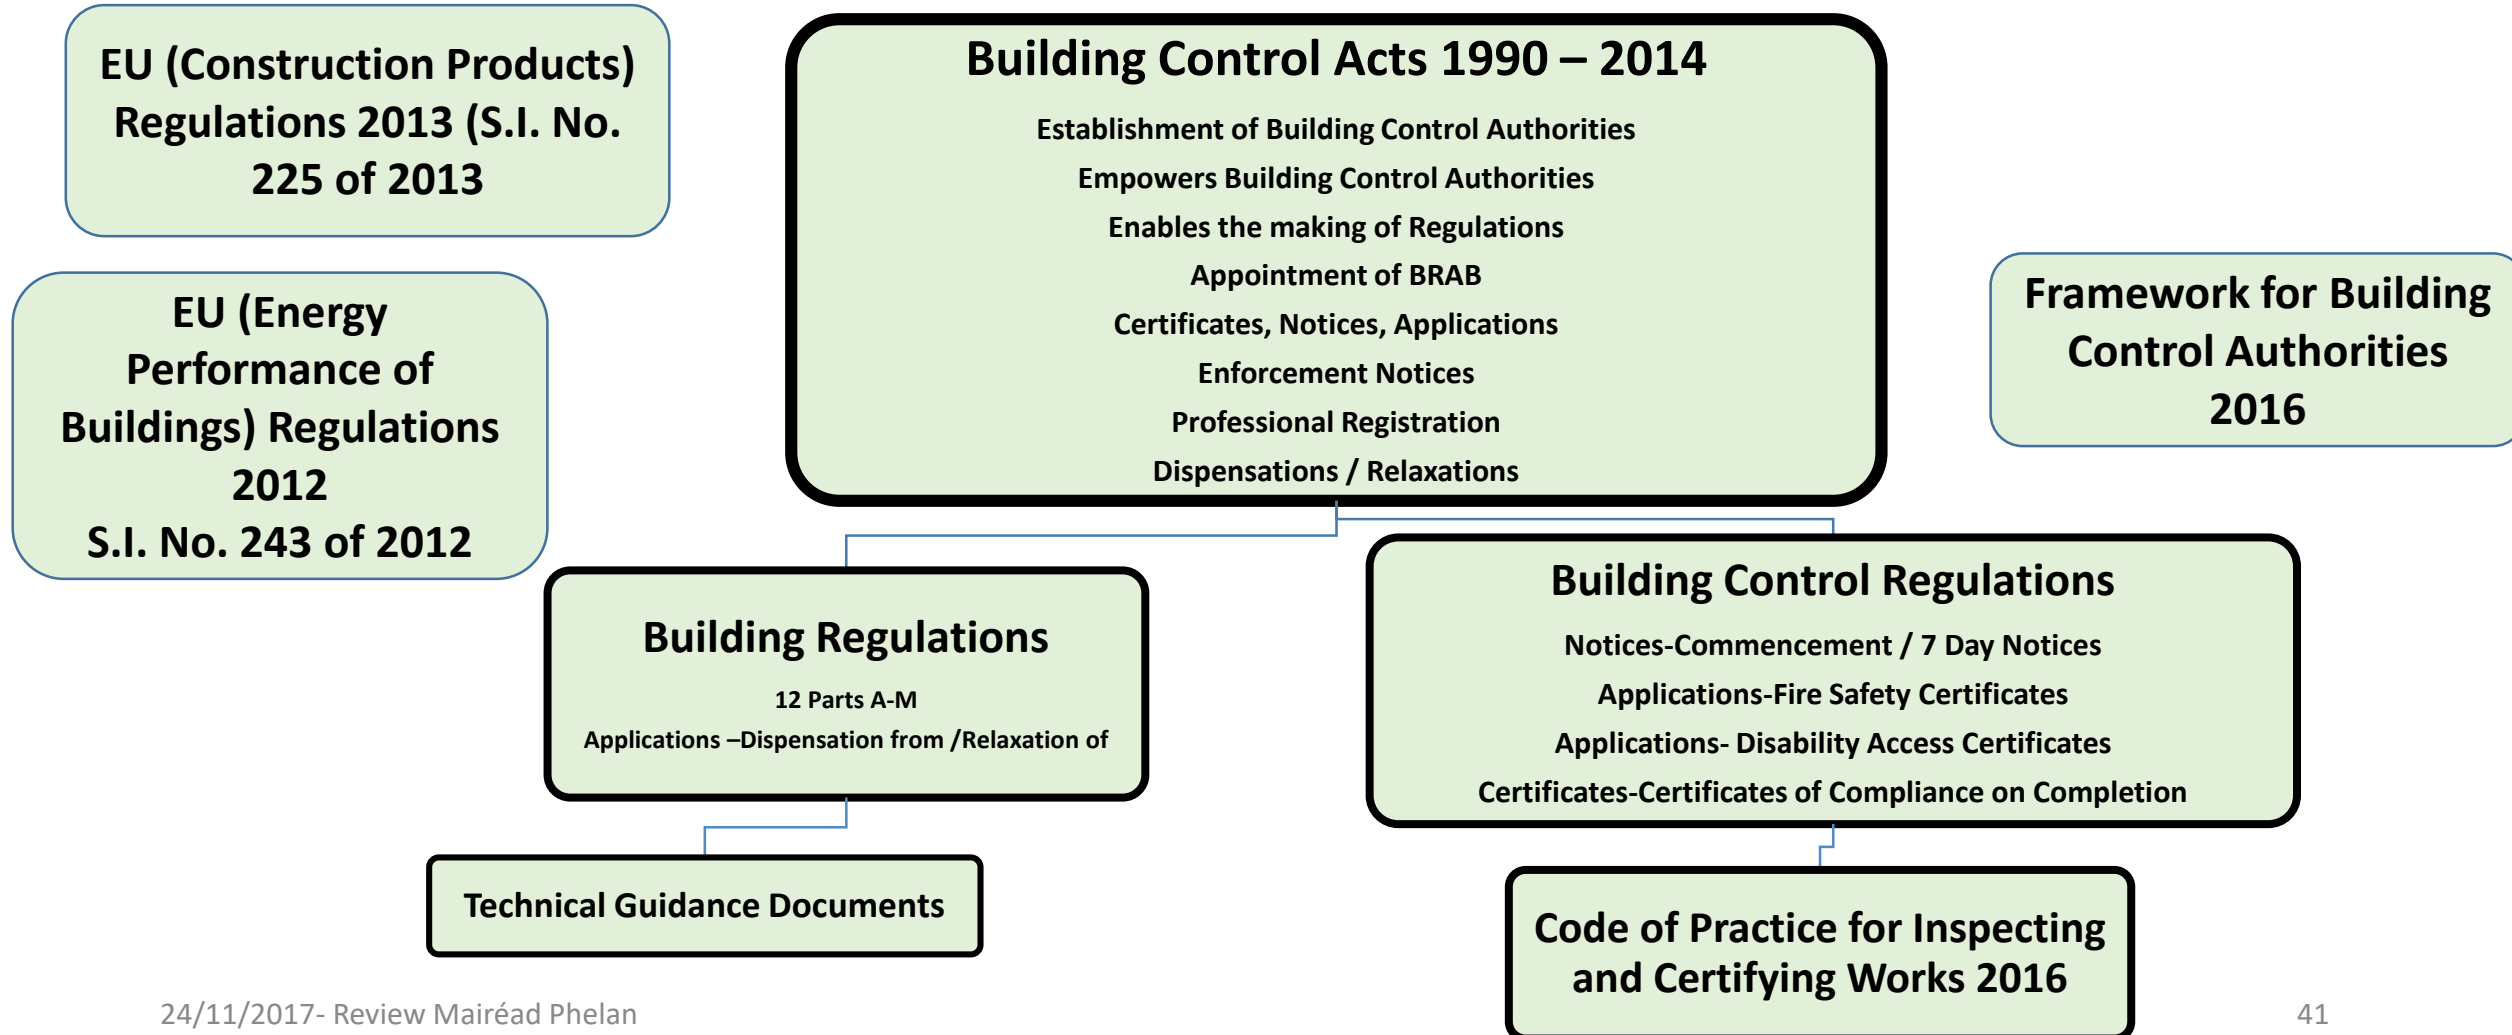 EU (Construction Products)
Regulations 2013 (S.I. No.
225 of 2013
EU (Energy
Performance of
Buildings) Regulations
2012
S.I. No. 243 of 2012
Building Control Acts 1990 – 2014
Establishment of Building Control Authorities
Empowers Building Control Authorities
Enables the making of Regulations
Appointment of BRAB
Certificates, Notices, Applications
Enforcement Notices
Professional Registration
Dispensations / Relaxations
Framework for Building
Control Authorities
2016
Building Regulations
12 Parts A-M
Applications –Dispensation from /Relaxation of
Building Control Regulations
Notices-Commencement / 7 Day Notices
Applications-Fire Safety Certificates
Applications- Disability Access Certificates
Certificates-Certificates of Compliance on Completion
Technical Guidance Documents
Code of Practice for Inspecting
and Certifying Works 2016
24/11/2017- Review Mairéad Phelan
41